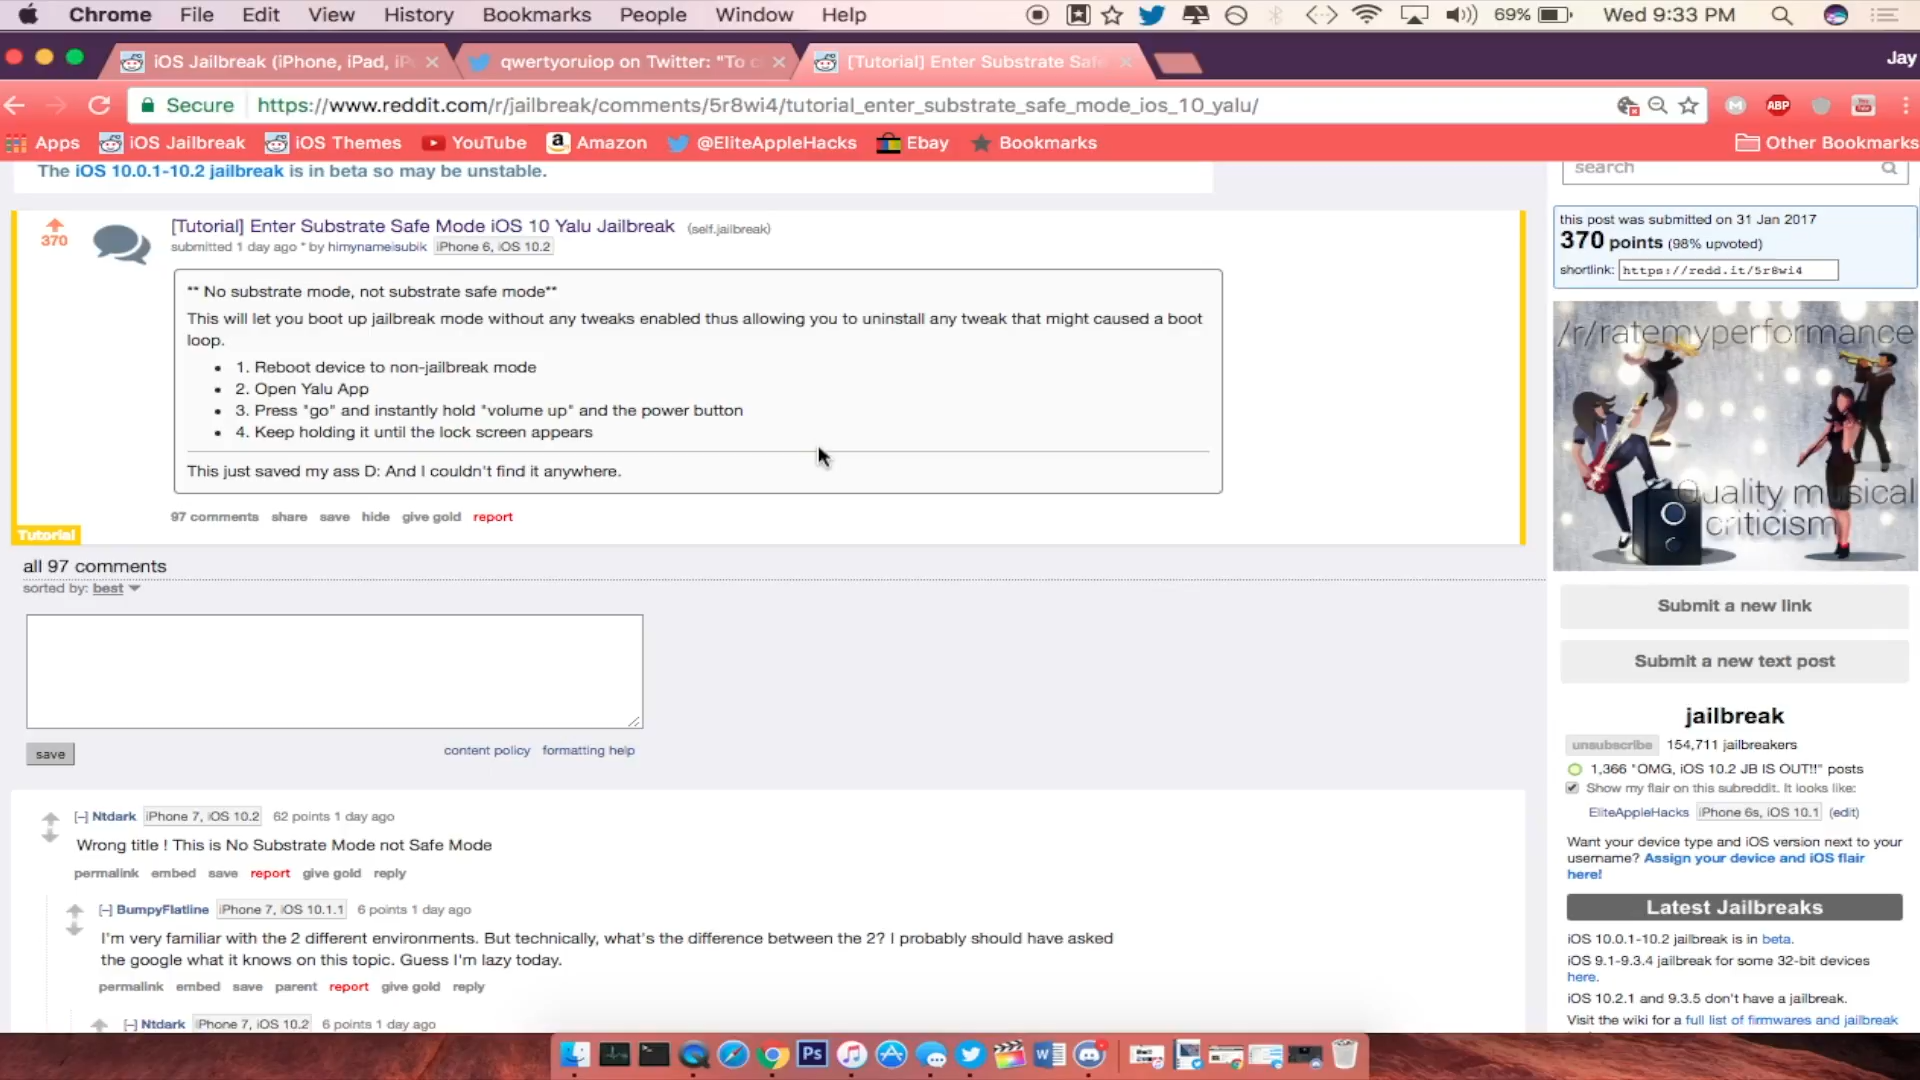 Chrome File Edit View History Bookmarks People Window Help 69% Wed 9:33 PM
iOS Jailbreak (iPhone, iPad, iP
qwertyoruiop on Twitter: "To c
[Tutorial] Enter Substrate Safe
Jay
Secure https://www.reddit.com/r/jailbreak/comments/5r8wi4/tutorial_enter_substrate_safe_mode_ios_10_yalu/
ABP
Apps iOS Jailbreak iOS Themes YouTube Amazon @EliteAppleHacks Ebay Bookmarks Other Bookmarks
The iOS 10.0.1-10.2 jailbreak is in beta so may be unstable.
370
[Tutorial] Enter Substrate Safe Mode iOS 10 Yalu Jailbreak (self.jailbreak)
submitted 1 day ago * by himynameisubik iPhone 6, iOS 10.2
** No substrate mode, not substrate safe mode**
This will let you boot up jailbreak mode without any tweaks enabled thus allowing you to uninstall any tweak that might caused a boot
loop.
• 1. Reboot device to non-jailbreak mode
• 2. Open Yalu App
• 3. Press "go" and instantly hold "volume up" and the power button
• 4. Keep holding it until the lock screen appears
This just saved my ass D: And I couldn't find it anywhere.
97 comments share save hide give gold report
Tutorial
all 97 comments
sorted by: best
save
content policy formatting help
[–] Ntdark iPhone 7, iOS 10.2 62 points 1 day ago
Wrong title ! This is No Substrate Mode not Safe Mode
permalink embed save report give gold reply
[–] BumpyFlatline iPhone 7, iOS 10.1.1 6 points 1 day ago
I'm very familiar with the 2 different environments. But technically, what's the difference between the 2? I probably should have asked
the google what it knows on this topic. Guess I'm lazy today.
permalink embed save parent report give gold reply
[–] Ntdark iPhone 7, iOS 10.2 6 points 1 day ago
search
this post was submitted on 31 Jan 2017
370 points (98% upvoted)
shortlink: https://redd.it/5r8wi4
/r/ratemyperformance
Quality musical
criticism
Submit a new link
Submit a new text post
jailbreak
unsubscribe 154,711 jailbreakers
1,366 "OMG, iOS 10.2 JB IS OUT!!" posts
Show my flair on this subreddit. It looks like:
EliteAppleHacks iPhone 6s, iOS 10.1 (edit)
Want your device type and iOS version next to your
username? Assign your device and iOS flair
here!
Latest Jailbreaks
iOS 10.0.1-10.2 jailbreak is in beta.
iOS 9.1-9.3.4 jailbreak for some 32-bit devices
here.
iOS 10.2.1 and 9.3.5 don't have a jailbreak.
Visit the wiki for a full list of firmwares and jailbreak
Ps
W